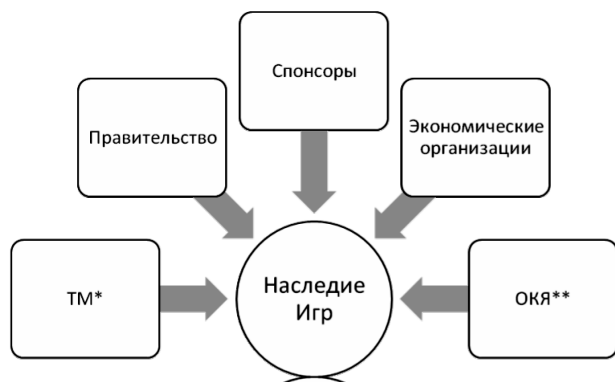 Спонсоры
Правительство
Экономические
организации
ТМ*
Наследие
Игр
ОКЯ**